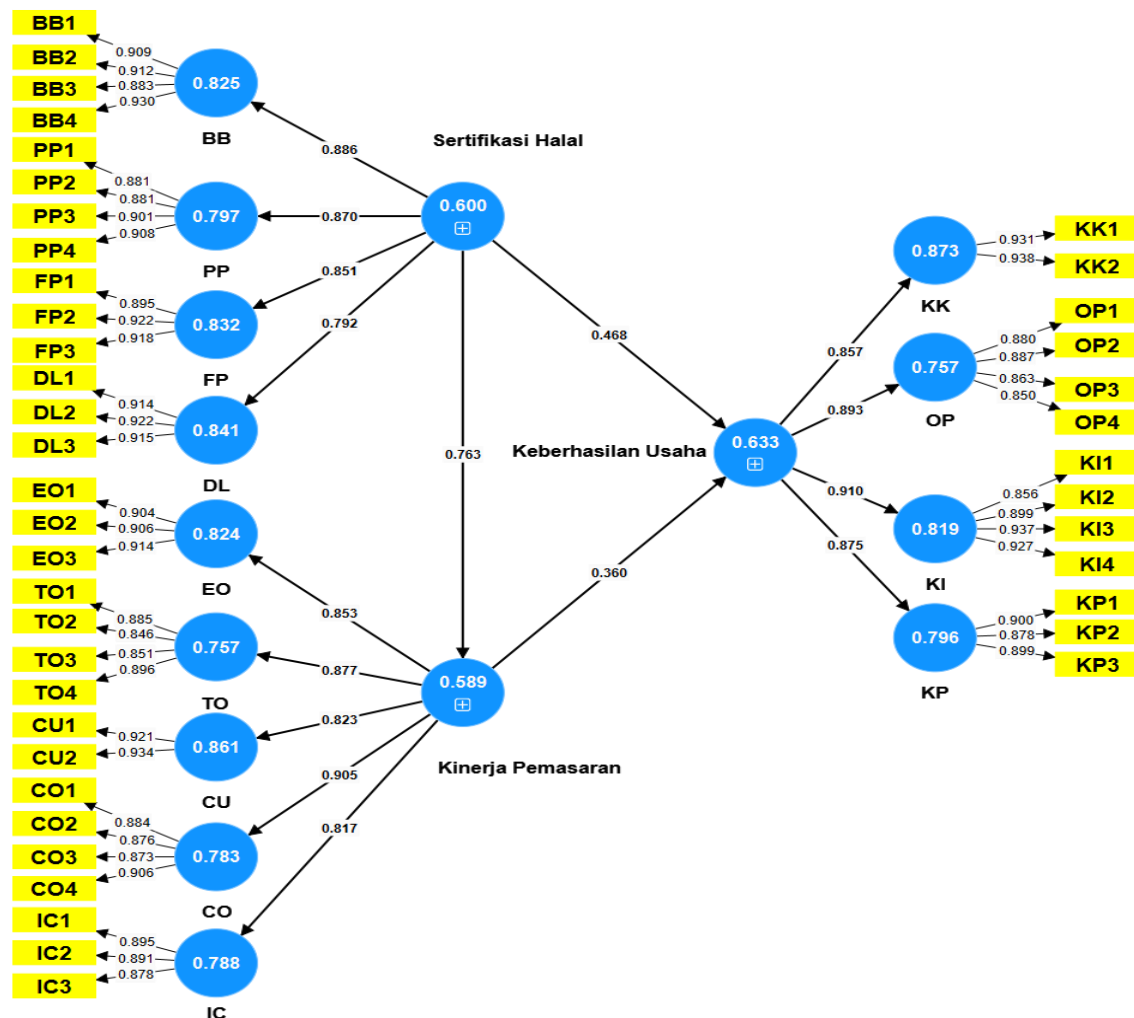 BB1
BB2
BB3
BB4
0.909
0.912
0.883
0.930
0.825
BB
PP1
PP2
PP3
PP4
0.881
0.881
0.901
0.908
0.797
PP
FP1
FP2
FP3
0.895
0.922
0.918
0.832
FP
DL1
DL2
DL3
0.914
0.922
0.915
0.841
DL
EO1
EO2
EO3
0.904
0.906
0.914
0.824
EO
TO1
TO2
TO3
TO4
0.885
0.846
0.851
0.896
0.757
TO
CU1
CU2
0.921
0.934
0.861
CU
CO1
CO2
CO3
CO4
0.884
0.876
0.873
0.906
0.783
CO
IC1
IC2
IC3
0.895
0.891
0.878
0.788
IC
0.886
0.870
0.851
0.792
Sertifikasi Halal
0.600
0.763
0.468
0.853
0.877
0.823
0.905
0.817
0.589
Kinerja Pemasaran
0.360
Keberhasilan Usaha
0.633
0.857
0.893
0.910
0.875
0.873
KK
0.931
0.938
KK1
KK2
0.757
OP
0.880
0.887
0.863
0.850
OP1
OP2
OP3
OP4
0.819
KI
0.856
0.899
0.937
0.927
KI1
KI2
KI3
KI4
0.796
KP
0.900
0.878
0.899
KP1
KP2
KP3